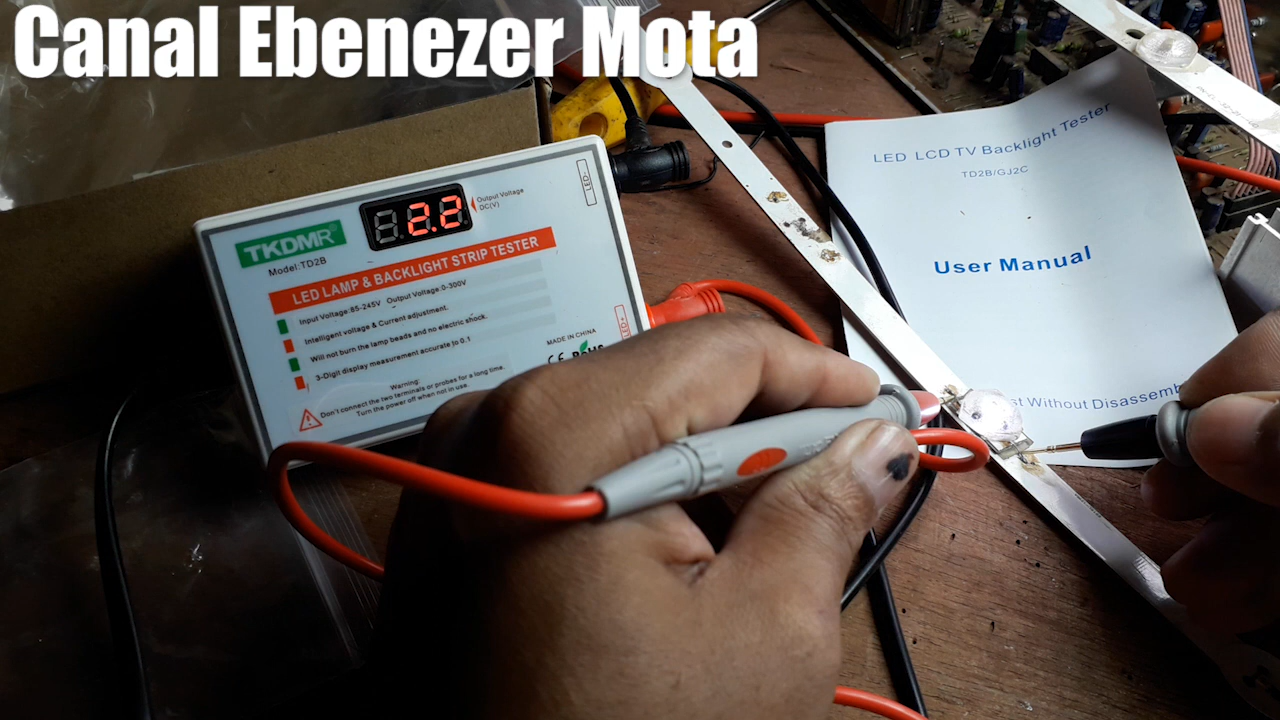 Canal Ebenezer Mota
2.2
Output Voltage
DC(V)
LED-
TKDMR
Model:TD2B
LED LAMP & BACKLIGHT STRIP TESTER
Input Voltage:85-245V Output Voltage:0-300V
Intelligent voltage & Current adjustment.
Will not burn the lamp beads and no electric shock.
3-Digit display measurement accurate to 0.1
LED+
MADE IN CHINA
CE RoHS
Warning:
Don't connect the two terminals or probes for a long time.
Turn the power off when not in use.
LED LCD TV Backlight Tester
TD2B/GJ2C
User Manual
Without